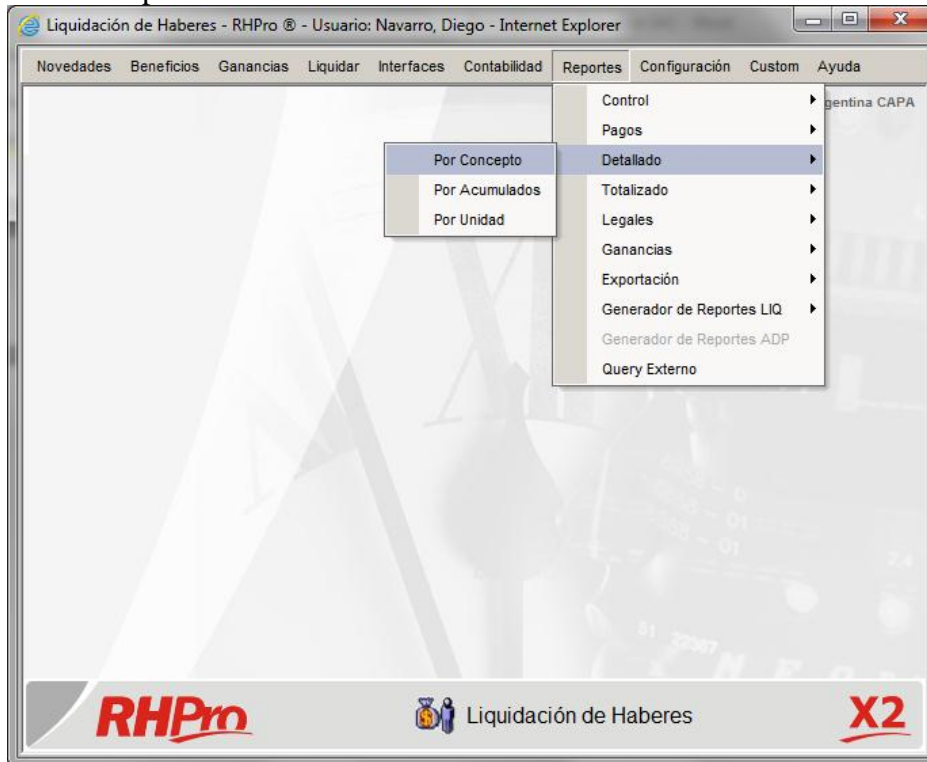 Liquidación de Haberes - RHPro ® - Usuario: Navarro, Diego - Internet Explorer
Novedades Beneficios Ganancias Liquidar Interfaces Contabilidad Reportes Configuración Custom Ayuda
gentina CAPA
Control
Pagos
Detallado
Por Concepto
Por Acumulados
Por Unidad
Totalizado
Legales
Ganancias
Exportación
Generador de Reportes LIQ
Generador de Reportes ADP
Query Externo
RHPro
Liquidación de Haberes
X2